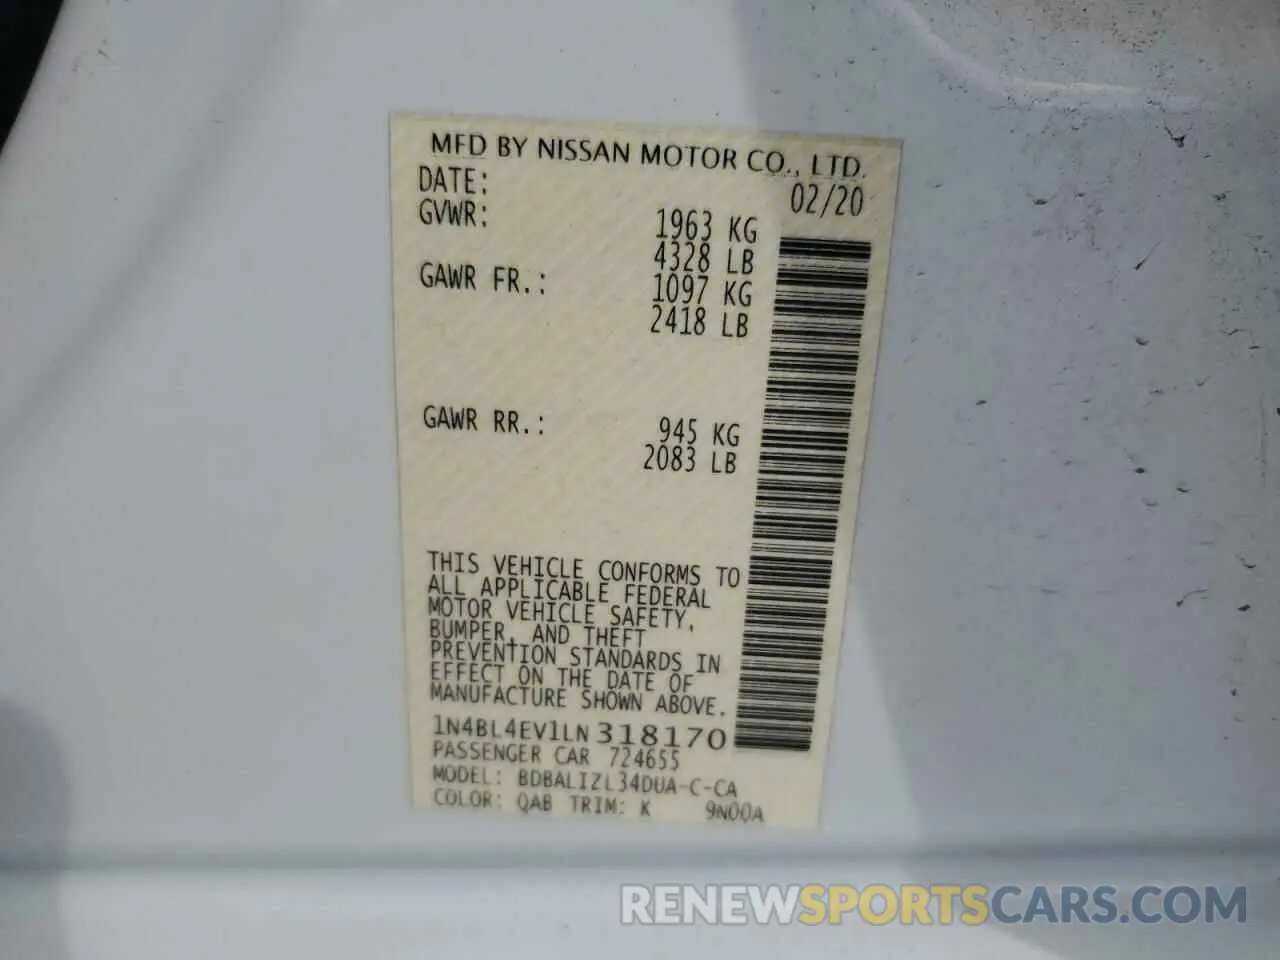 MFD BY NISSAN MOTOR CO., LTD.
DATE: 02/20
GVWR: 1963 KG
4328 LB
GAWR FR.: 1097 KG
2418 LB
GAWR RR.: 945 KG
2083 LB
THIS VEHICLE CONFORMS TO
ALL APPLICABLE FEDERAL
MOTOR VEHICLE SAFETY,
BUMPER, AND THEFT
PREVENTION STANDARDS IN
EFFECT ON THE DATE OF
MANUFACTURE SHOWN ABOVE.
1N4BL4EV1LN318170
PASSENGER CAR 724655
MODEL: BDBALIZL34DUA-C-CA
COLOR: QAB TRIM: K 9N00A
RENEWSPORTSCARS.COM